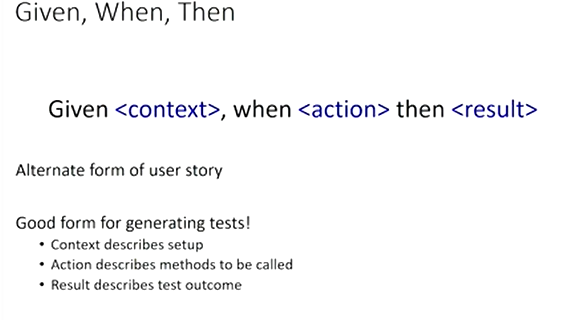 Given, When, Then
Given <context>, when <action> then <result>
Alternate form of user story
Good form for generating tests!
• Context describes setup
• Action describes methods to be called
• Result describes test outcome